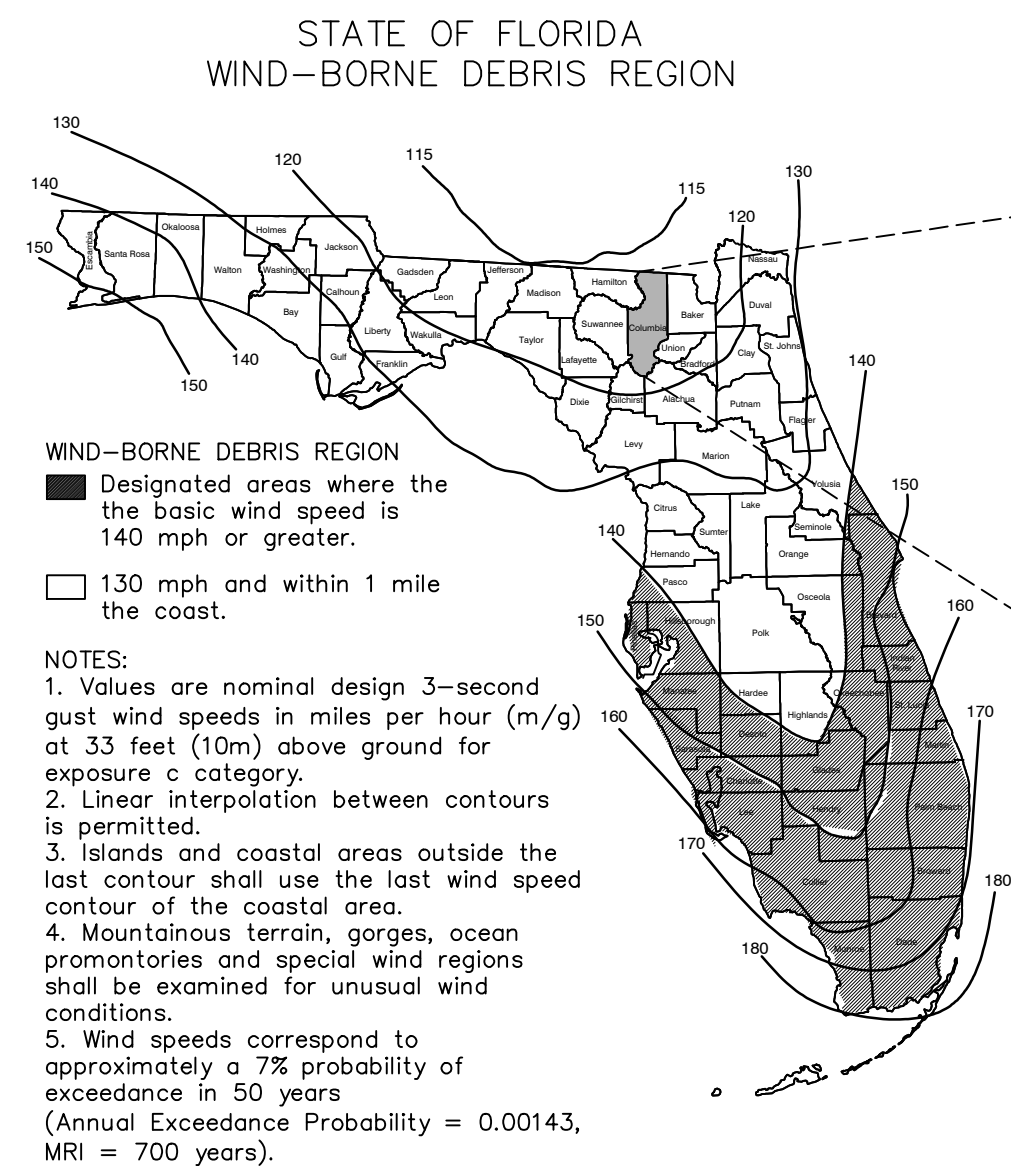 STATE OF FLORIDA
WIND-BORNE DEBRIS REGION
130
120
115
115
130
140
120
150
Escambia
Santa Rosa
Okaloosa
Walton
Holmes
Washington
Jackson
Bay
Calhoun
Gulf
Liberty
Gadsden
Leon
Wakulla
Franklin
Jefferson
Madison
Taylor
Hamilton
Suwannee
Lafayette
Columbia
Baker
Union
Bradford
Nassau
Duval
Clay
St. Johns
140
150
140
Dixie
Gilchirst
Alachua
Putnam
Flagler
Levy
Marion
Volusia
150
140
Citrus
Sumter
Lake
Seminole
Hernando
Orange
Pasco
Osceola
160
150
Hillsborough
Polk
Brevard
Indian
River
Manatee
Hardee
Highlands
Okeechobee
St. Lucie
160
170
Sarasota
Desoto
Martin
Charlotte
Glades
Lee
Hendry
Palm Beach
170
Collier
Broward
180
180
Monroe
Dade
WIND-BORNE DEBRIS REGION
Designated areas where the
the basic wind speed is
140 mph or greater.
130 mph and within 1 mile
the coast.
NOTES:
1. Values are nominal design 3-second
gust wind speeds in miles per hour (m/g)
at 33 feet (10m) above ground for
exposure c category.
2. Linear interpolation between contours
is permitted.
3. Islands and coastal areas outside the
last contour shall use the last wind speed
contour of the coastal area.
4. Mountainous terrain, gorges, ocean
promontories and special wind regions
shall be examined for unusual wind
conditions.
5. Wind speeds correspond to
approximately a 7% probability of
exceedance in 50 years
(Annual Exceedance Probability = 0.00143,
MRI = 700 years).